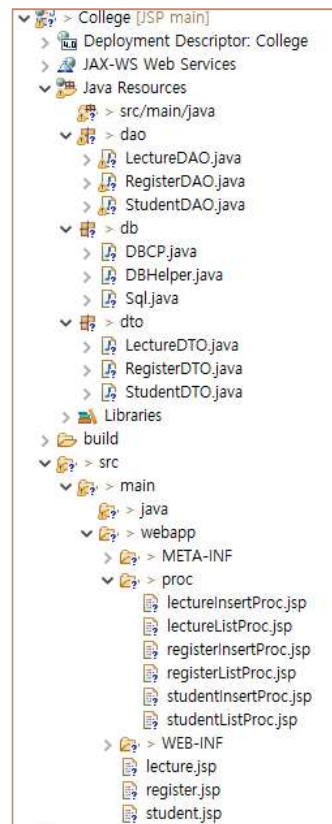 > College [JSP main]
> Deployment Descriptor: College
> JAX-WS Web Services
Java Resources
> src/main/java
> dao
> LectureDAO.java
> RegisterDAO.java
> StudentDAO.java
> db
> DBCP.java
> DBHelper.java
> Sql.java
> dto
> LectureDTO.java
> RegisterDTO.java
> StudentDTO.java
> Libraries
> build
> src
> main
> java
> webapp
> META-INF
> proc
lectureInsertProc.jsp
lectureListProc.jsp
registerInsertProc.jsp
registerListProc.jsp
studentInsertProc.jsp
studentListProc.jsp
> WEB-INF
lecture.jsp
register.jsp
student.jsp